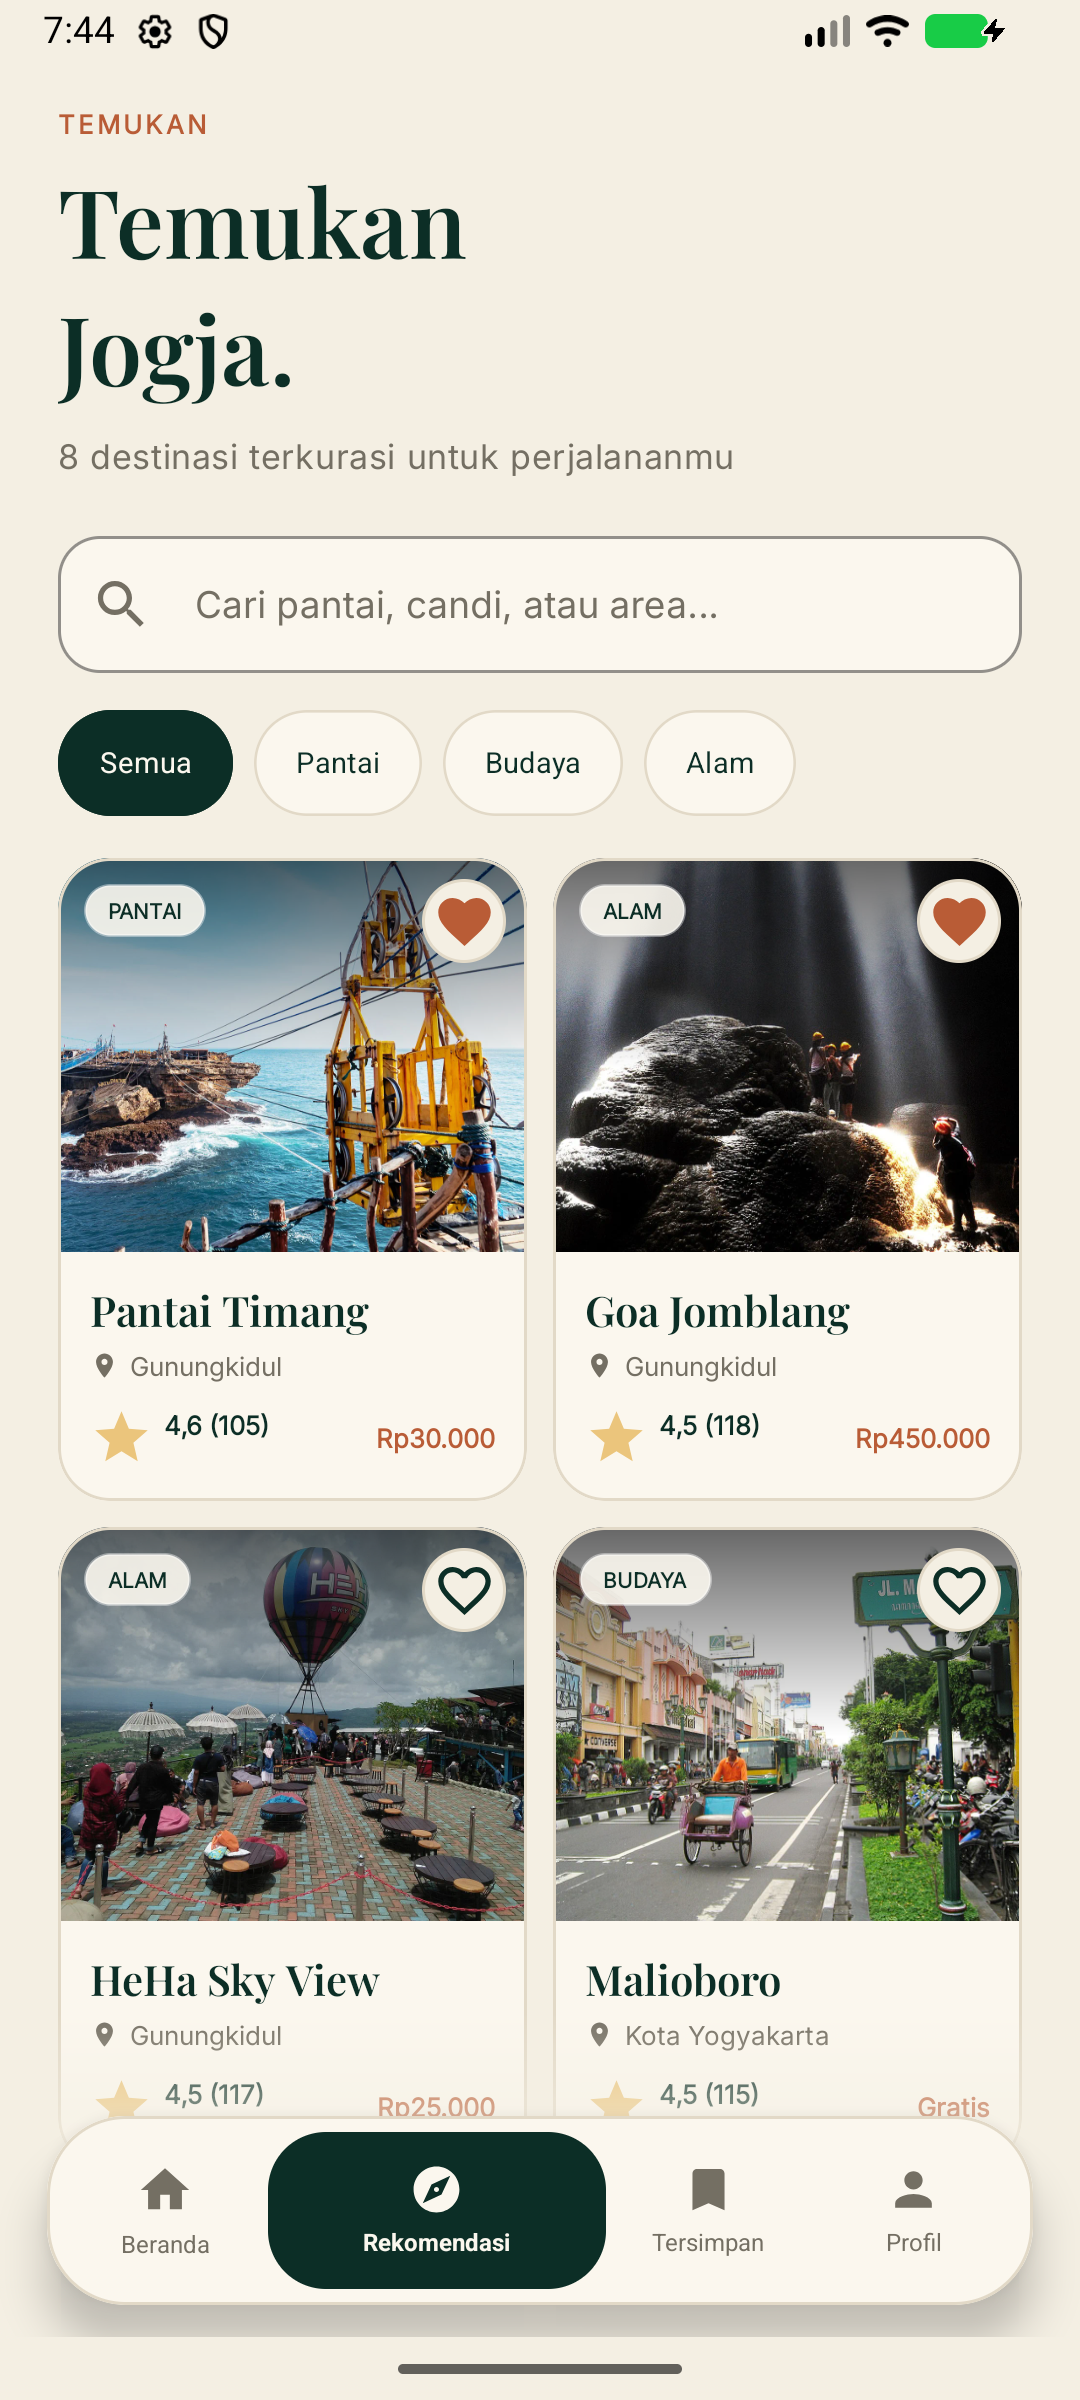 7:44
TEMUKAN
Temukan
Jogja.
8 destinasi terkurasi untuk perjalananmu
Cari pantai, candi, atau area...
Semua
Pantai
Budaya
Alam
PANTAI
ALAM
Pantai Timang
Gunungkidul
4,6 (105)
Rp30.000
Goa Jomblang
Gunungkidul
4,5 (118)
Rp450.000
ALAM
HEH
BUDAYA
JL. M
CONVERSE
HeHa Sky View
Gunungkidul
4,5 (117)
Rp25.000
Malioboro
Kota Yogyakarta
4,5 (115)
Gratis
Beranda
Rekomendasi
Tersimpan
Profil